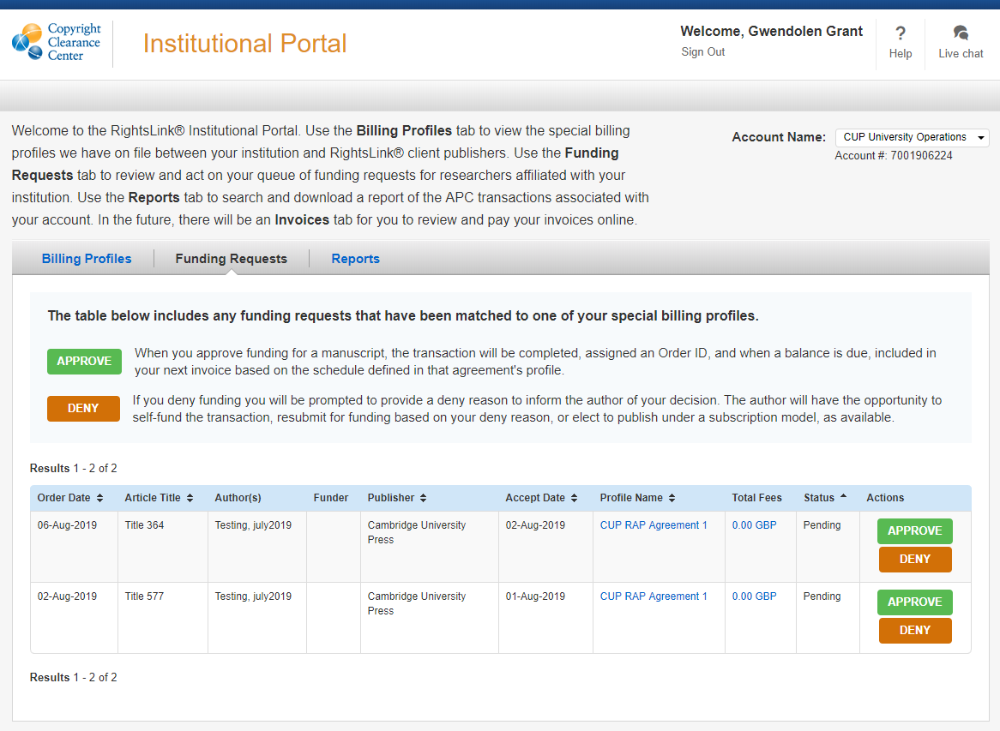 Copyright
Clearance
Center
Institutional Portal
Welcome, Gwendolen Grant
Sign Out
?
Help
Live chat
Welcome to the RightsLink® Institutional Portal. Use the Billing Profiles tab to view the special billing
profiles we have on file between your institution and RightsLink® client publishers. Use the Funding
Requests tab to review and act on your queue of funding requests for researchers affiliated with your
institution. Use the Reports tab to search and download a report of the APC transactions associated with
your account. In the future, there will be an Invoices tab for you to review and pay your invoices online.
Account Name: CUP University Operations
Account #: 7001906224
Billing Profiles Funding Requests Reports
The table below includes any funding requests that have been matched to one of your special billing profiles.
APPROVE
When you approve funding for a manuscript, the transaction will be completed, assigned an Order ID, and when a balance is due, included in
your next invoice based on the schedule defined in that agreement's profile.
DENY
If you deny funding you will be prompted to provide a deny reason to inform the author of your decision. The author will have the opportunity to
self-fund the transaction, resubmit for funding based on your deny reason, or elect to publish under a subscription model, as available.
Results 1 - 2 of 2
Order Date Article Title Author(s) Funder Publisher Accept Date Profile Name Total Fees Status Actions
06-Aug-2019 Title 364 Testing, july2019 Cambridge University 02-Aug-2019 CUP RAP Agreement 1 0.00 GBP Pending APPROVE
Press
DENY
02-Aug-2019 Title 577 Testing, july2019 Cambridge University 01-Aug-2019 CUP RAP Agreement 1 0.00 GBP Pending APPROVE
Press
DENY
Results 1 - 2 of 2